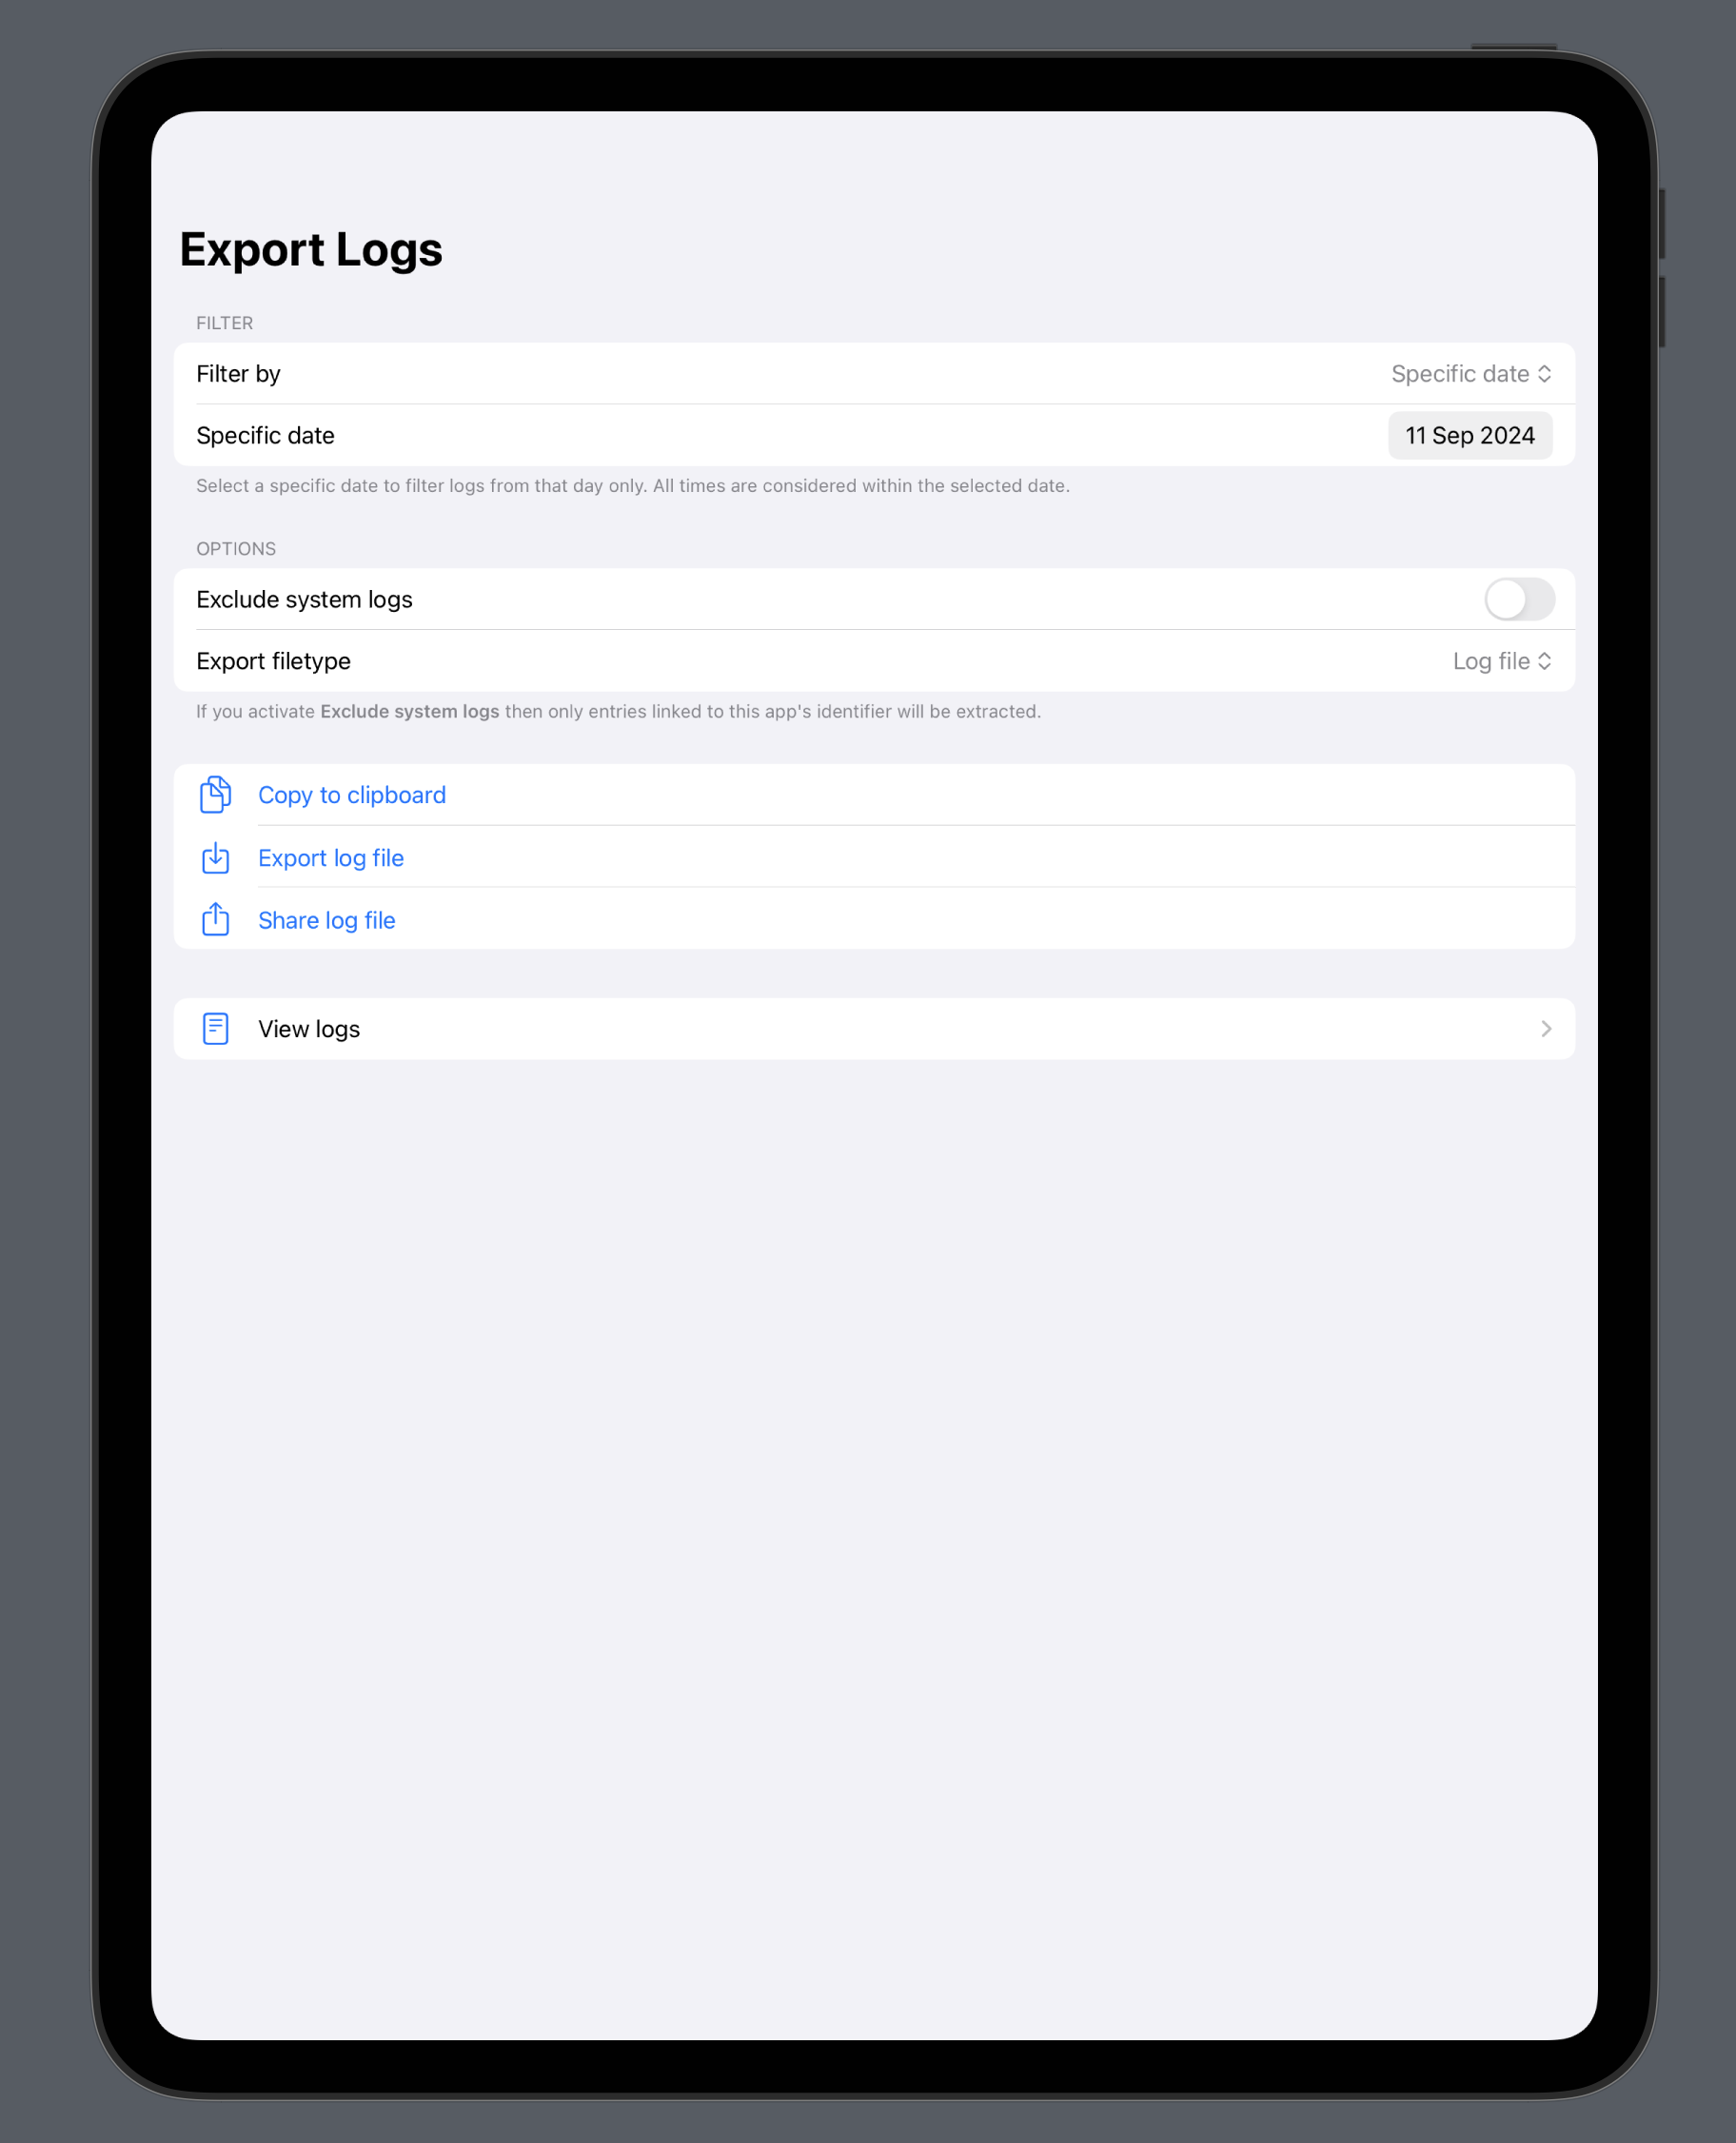 Export Logs
FILTER
Filter by
Specific date
Specific date
11 Sep 2024
Select a specific date to filter logs from that day only. All times are considered within the selected date.
OPTIONS
Exclude system logs
Export filetype
Log file
If you activate Exclude system logs then only entries linked to this app's identifier will be extracted.
Copy to clipboard
Export log file
Share log file
View logs